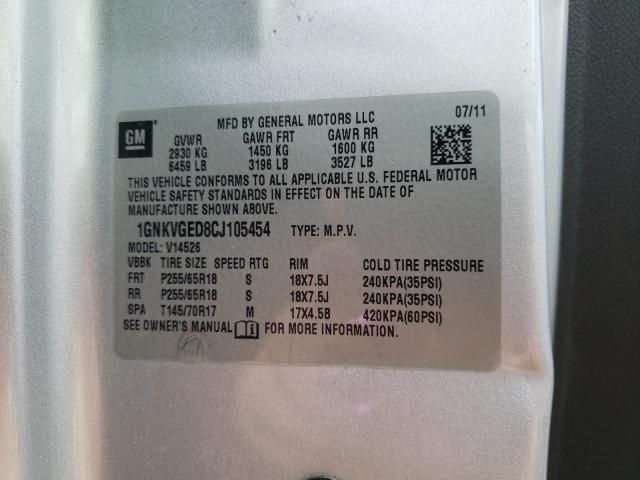 GM
MFD BY GENERAL MOTORS LLC 07/11
GVWR GAWR FRT GAWR RR
2930 KG 1450 KG 1600 KG
6459 LB 3196 LB 3527 LB
THIS VEHICLE CONFORMS TO ALL APPLICABLE U.S. FEDERAL MOTOR
VEHICLE SAFETY STANDARDS IN EFFECT ON THE DATE OF
MANUFACTURE SHOWN ABOVE.
1GNKVGED8CJ105454 TYPE: M.P.V.
MODEL: V14526
VBBK TIRE SIZE SPEED RTG RIM COLD TIRE PRESSURE
FRT P255/65R18 S 18X7.5J 240KPA(35PSI)
RR P255/65R18 S 18X7.5J 240KPA(35PSI)
SPA T145/70R17 M 17X4.5B 420KPA(60PSI)
SEE OWNER'S MANUAL FOR MORE INFORMATION.